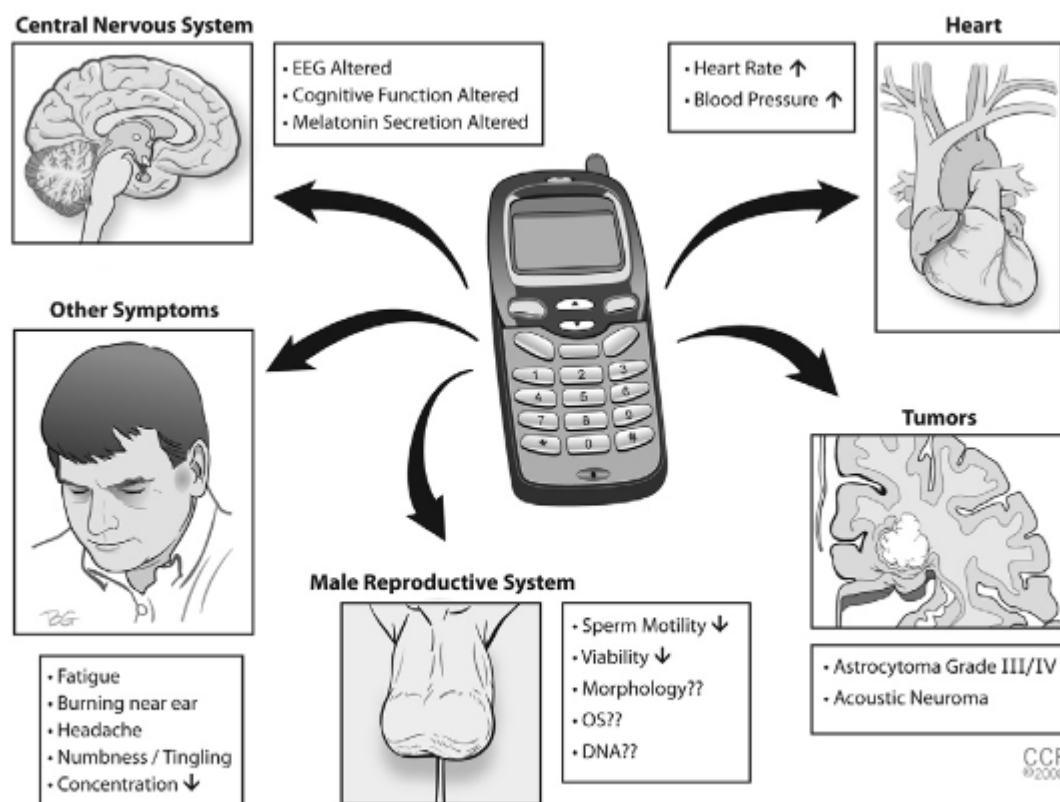 Central Nervous System
• EEG Altered
• Cognitive Function Altered
• Melatonin Secretion Altered
Heart
• Heart Rate ↑
• Blood Pressure ↑
Other Symptoms
• Fatigue
• Burning near ear
• Headache
• Numbness / Tingling
• Concentration ↓
1 2 3
4 5 6
7 8 9
* 0 #
Male Reproductive System
• Sperm Motility ↓
• Viability ↓
• Morphology??
• OS??
• DNA??
Tumors
• Astrocytoma Grade III/IV
• Acoustic Neuroma